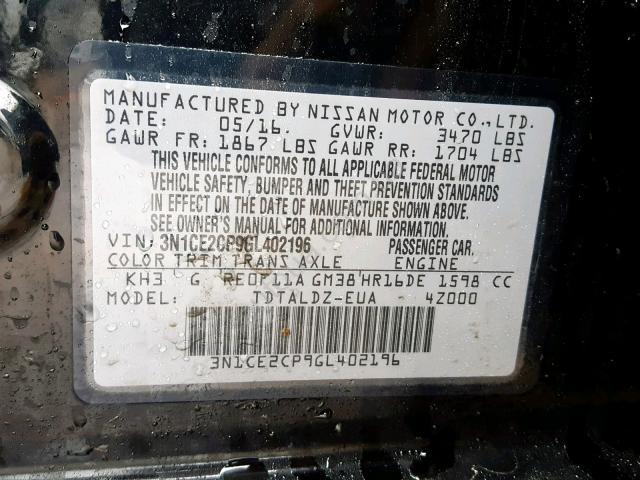 MANUFACTURED BY NISSAN MOTOR CO.,LTD.
DATE: 05/16. GVWR: 3470 LBS
GAWR FR: 1867 LBS GAWR RR: 1704 LBS
THIS VEHICLE CONFORMS TO ALL APPLICABLE FEDERAL MOTOR
VEHICLE SAFETY, BUMPER AND THEFT PREVENTION STANDARDS
IN EFFECT ON THE DATE OF MANUFACTURE SHOWN ABOVE.
SEE OWNER'S MANUAL FOR ADDITIONAL INFORMATION.
VIN: 3N1CE2CP9GL402196 PASSENGER CAR.
COLOR TRIM TRANS AXLE ENGINE
KH3 G RE0F11A GM38 HR16DE 1598 CC
MODEL: TDTALDZ-EUA 4Z000
3N1CE2CP9GL402196